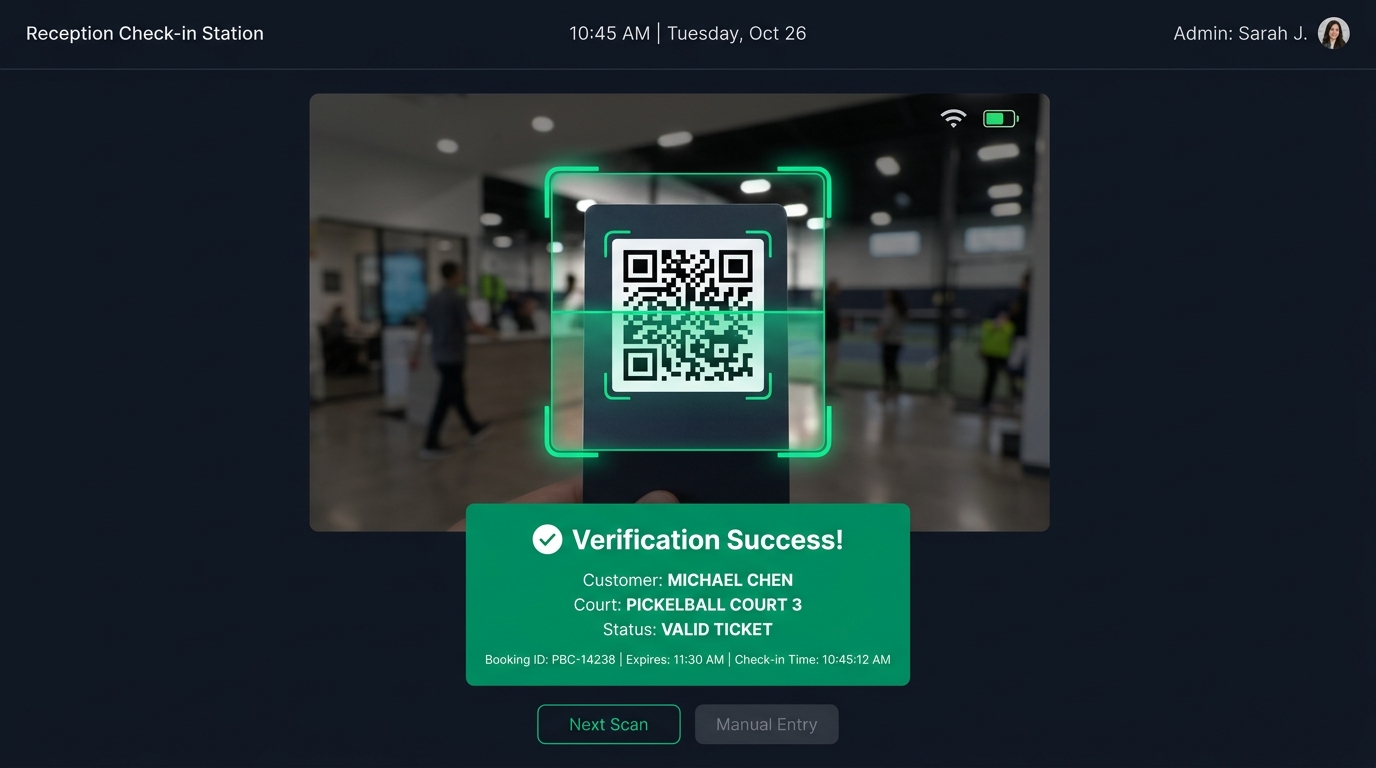 Reception Check-in Station
10:45 AM | Tuesday, Oct 26
Admin: Sarah J.
Verification Success!
Customer: MICHAEL CHEN
Court: PICKELBALL COURT 3
Status: VALID TICKET
Booking ID: PBC-14238 | Expires: 11:30 AM | Check-in Time: 10:45:12 AM
Next Scan
Manual Entry